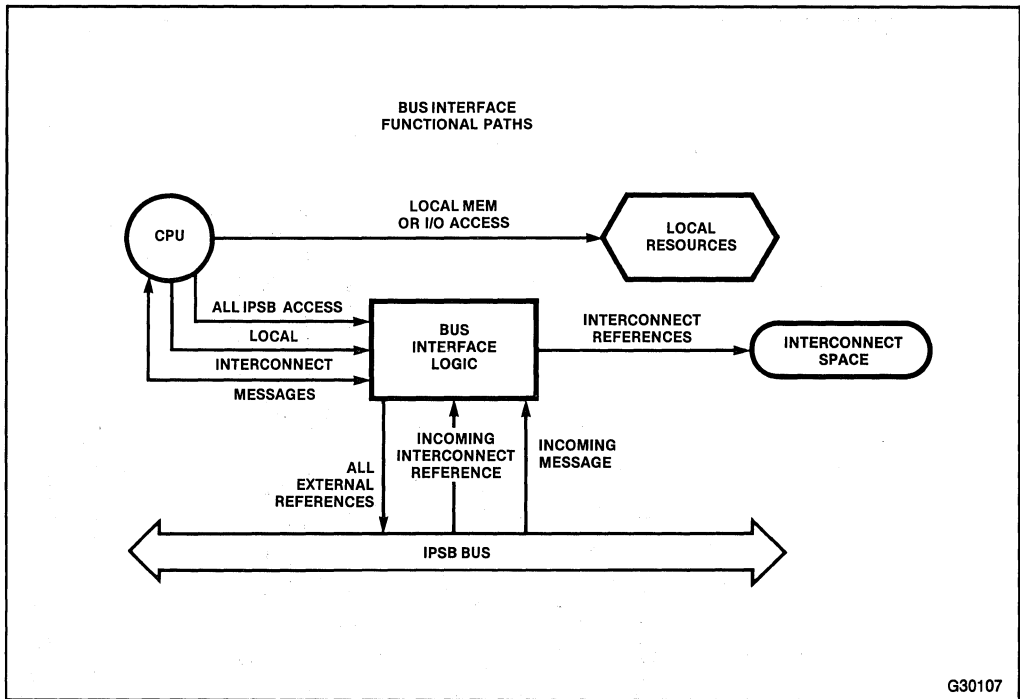 BUS INTERFACE
FUNCTIONAL PATHS
LOCAL MEM
OR I/O ACCESS
CPU
LOCAL
RESOURCES
ALL IPSB ACCESS
LOCAL
INTERCONNECT
MESSAGES
BUS
INTERFACE
LOGIC
INTERCONNECT
REFERENCES
INTERCONNECT
SPACE
ALL
EXTERNAL
REFERENCES
INCOMING
INTERCONNECT
REFERENCE
INCOMING
MESSAGE
IPSB BUS
G30107